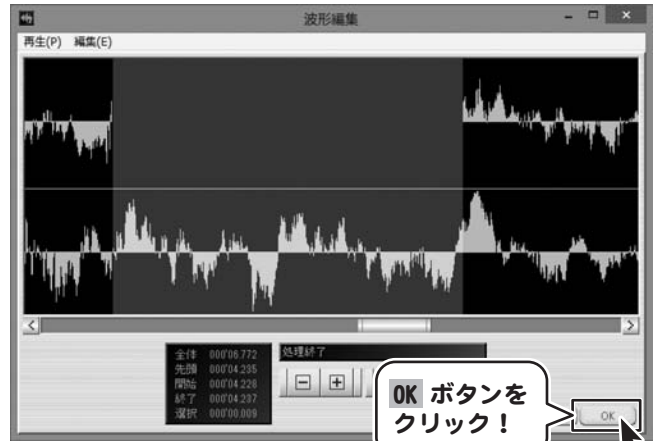 波形編集
再生(P) 編集(E)
全体 000'06.772
先頭 000'04.235
開始 000'04.228
終了 000'04.237
選択 000'00.009
処理終了
OK ボタンを
クリック！
OK